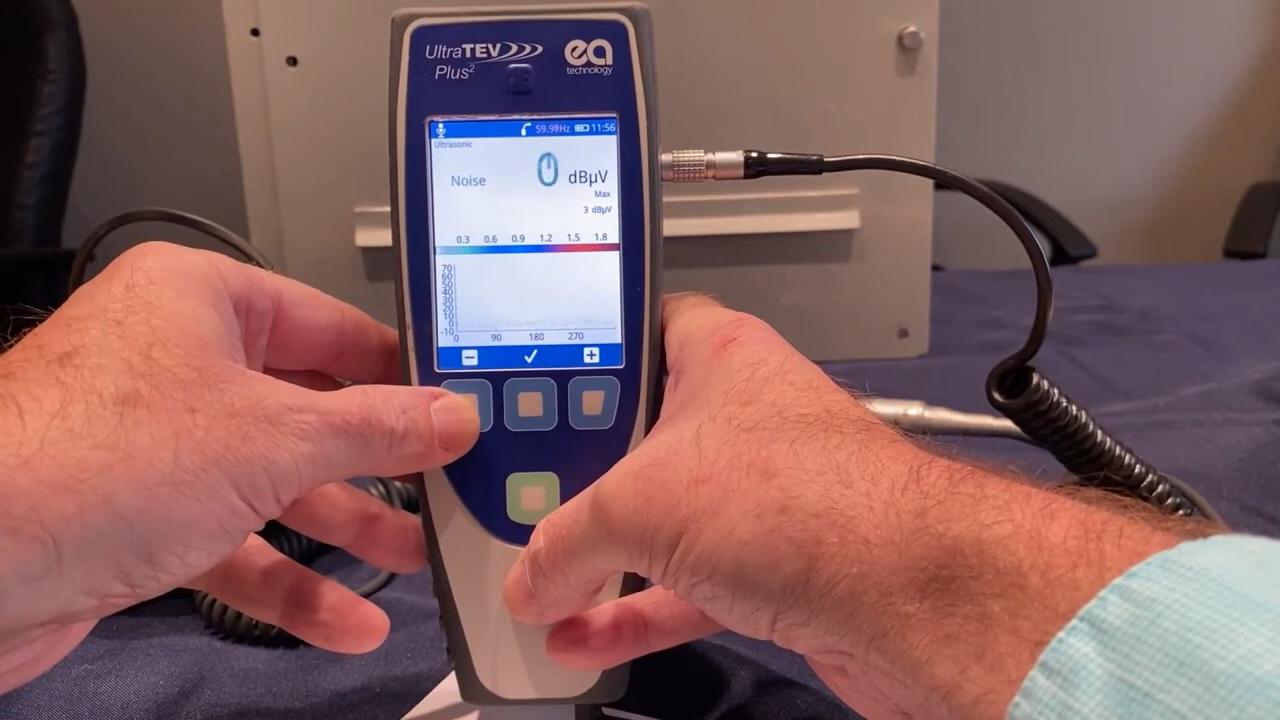 UltraTEV
Plus²
ea
technology
59.99Hz 11:56
Ultrasonic
Noise 0 dBµV
Max
3 dBµV
0.3 0.6 0.9 1.2 1.5 1.8
70
60
50
40
30
20
10
0
-10
0 90 180 270